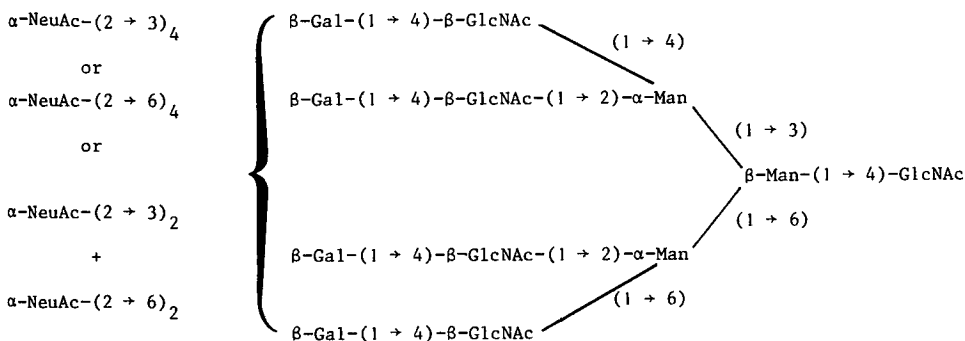 α-NeuAc-(2 → 3)₄
or
α-NeuAc-(2 → 6)₄
or
α-NeuAc-(2 → 3)₂
+
α-NeuAc-(2 → 6)₂
β-Gal-(1 → 4)-β-GlcNAc
(1 → 4)
β-Gal-(1 → 4)-β-GlcNAc-(1 → 2)-α-Man
(1 → 3)
β-Man-(1 → 4)-GlcNAc
(1 → 6)
β-Gal-(1 → 4)-β-GlcNAc-(1 → 2)-α-Man
(1 → 6)
β-Gal-(1 → 4)-β-GlcNAc